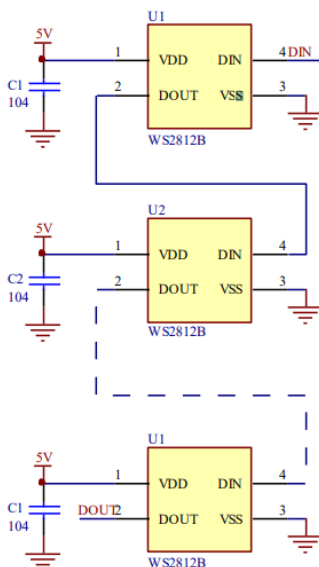 U1
5V
1 VDD DIN 4 DIN
C1
104
2 DOUT VSS 3
WS2812B
U2
5V
1 VDD DIN 4
C2
104
2 DOUT VSS 3
WS2812B
U1
5V
1 VDD DIN 4
C1
104
DOUT 2 DOUT VSS 3
WS2812B